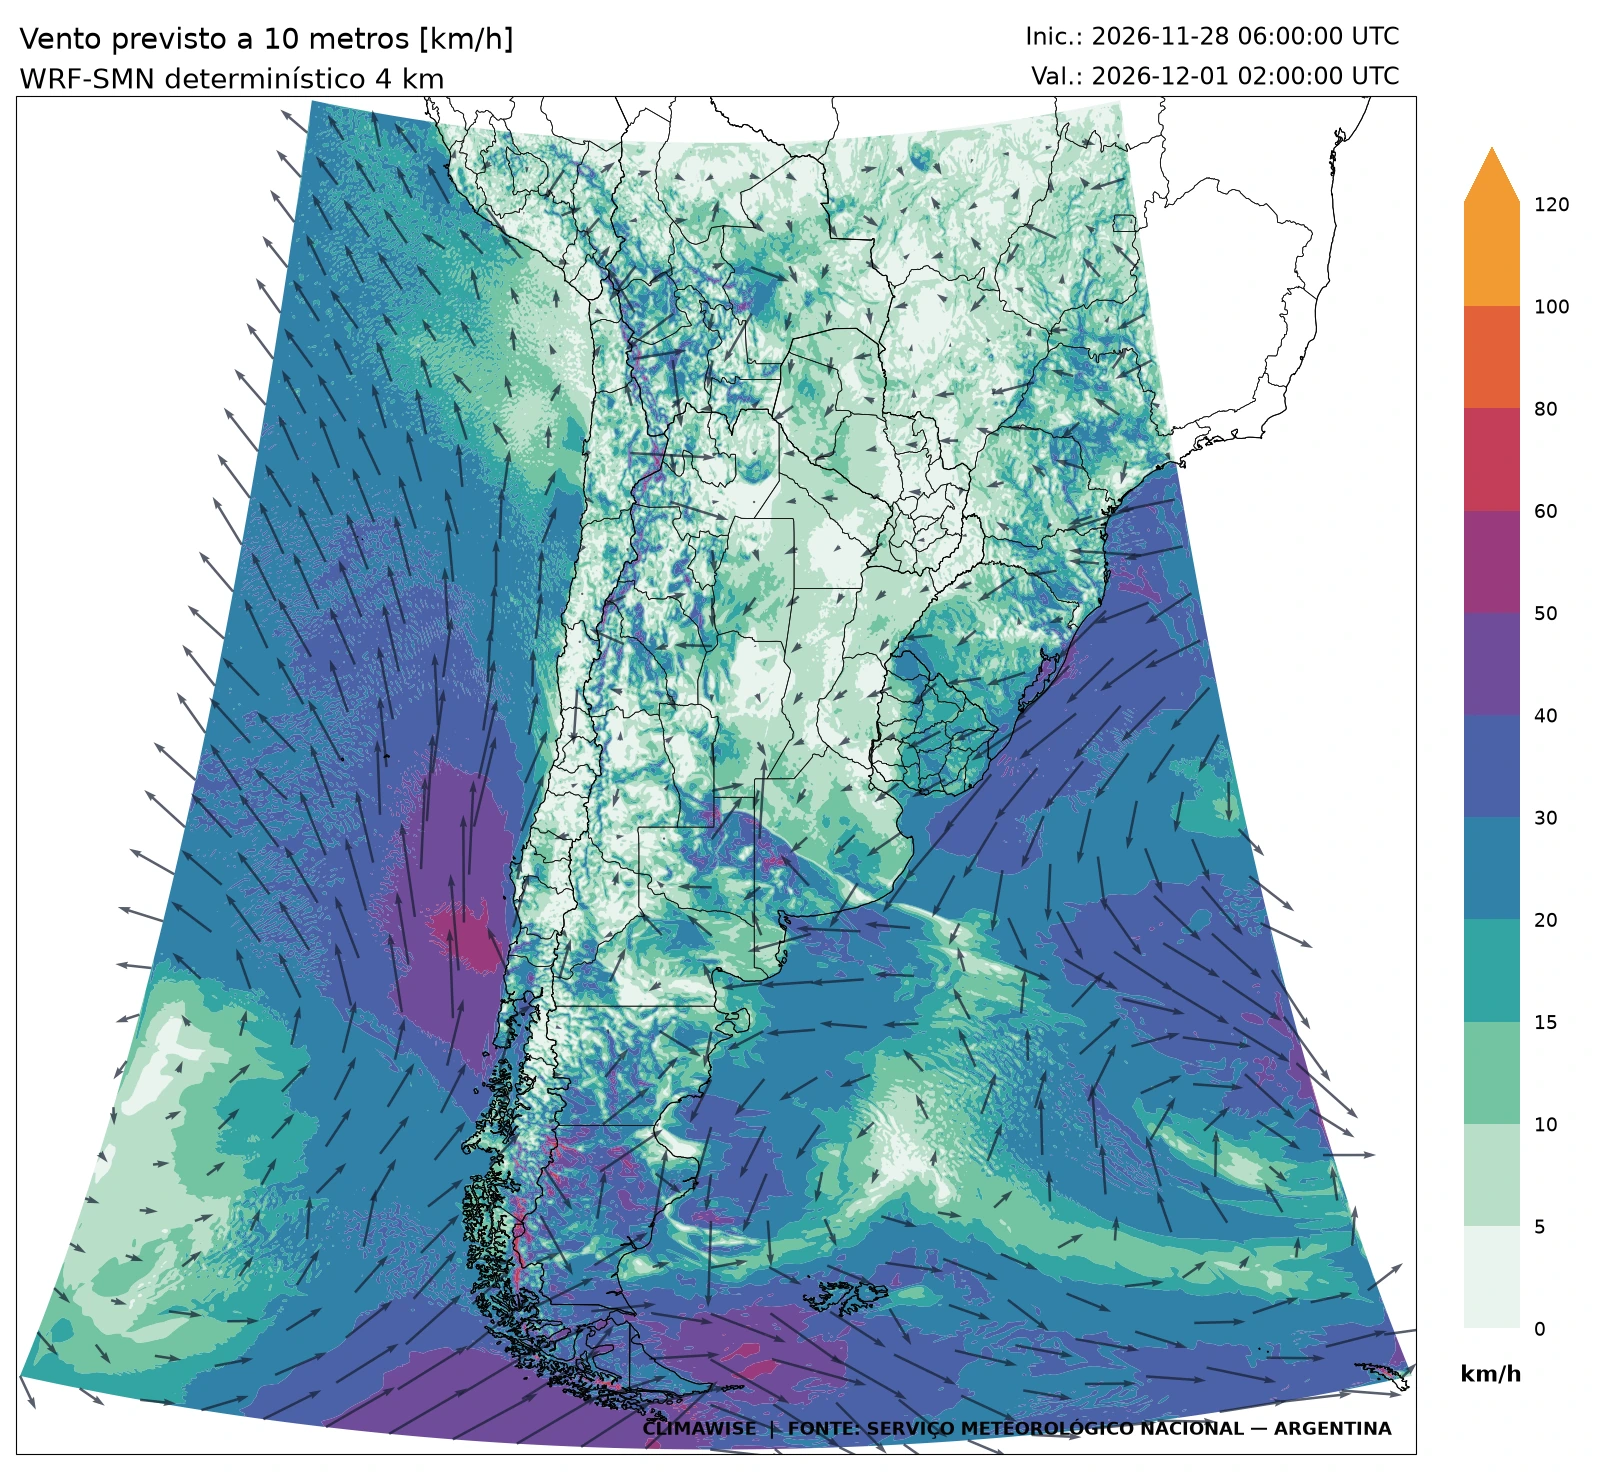 Vento previsto a 10 metros [km/h]
WRF-SMN determinístico 4 km
Inic.: 2026-11-28 06:00:00 UTC
Val.: 2026-12-01 02:00:00 UTC
120
100
80
60
50
40
30
20
15
10
5
0
km/h
CLIMAWISE | FONTE: SERVIÇO METEOROLÓGICO NACIONAL — ARGENTINA